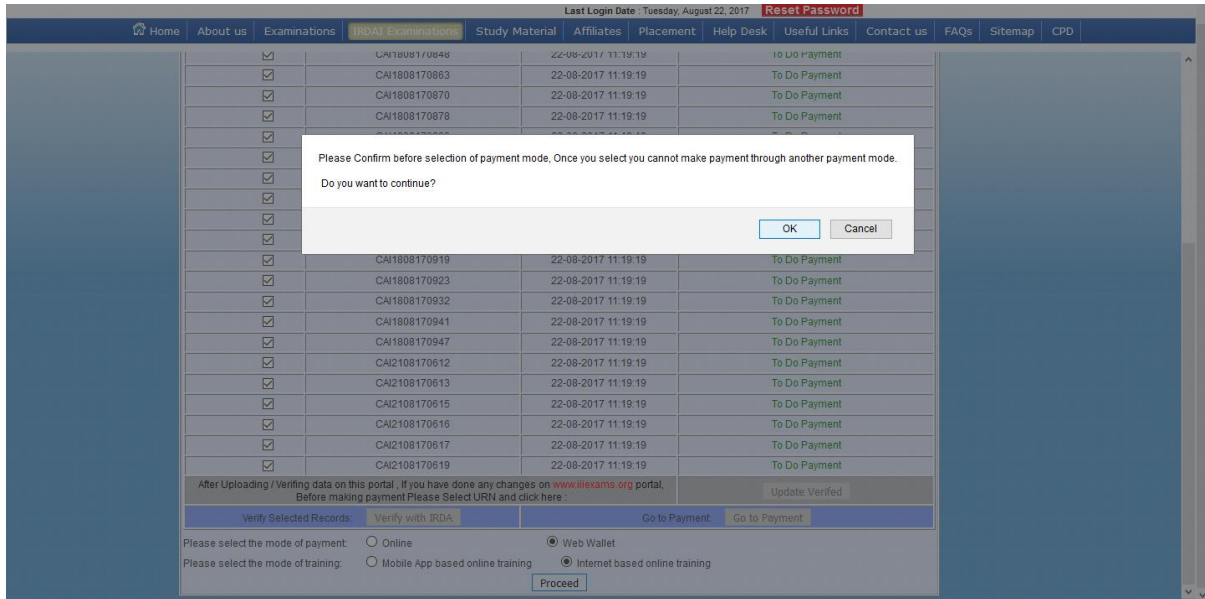 Last Login Date : Tuesday, August 22, 2017 Reset Password
Home About us Examinations IRDAI Examinations Study Material Affiliates Placement Help Desk Useful Links Contact us FAQs Sitemap CPD
CAI1808170848 22-08-2017 11:19:19 To Do Payment
CAI1808170863 22-08-2017 11:19:19 To Do Payment
CAI1808170870 22-08-2017 11:19:19 To Do Payment
CAI1808170878 22-08-2017 11:19:19 To Do Payment
Please Confirm before selection of payment mode, Once you select you cannot make payment through another payment mode.
Do you want to continue?
OK Cancel
CAI1808170919 22-08-2017 11:19:19 To Do Payment
CAI1808170923 22-08-2017 11:19:19 To Do Payment
CAI1808170932 22-08-2017 11:19:19 To Do Payment
CAI1808170941 22-08-2017 11:19:19 To Do Payment
CAI1808170947 22-08-2017 11:19:19 To Do Payment
CAI2108170612 22-08-2017 11:19:19 To Do Payment
CAI2108170613 22-08-2017 11:19:19 To Do Payment
CAI2108170615 22-08-2017 11:19:19 To Do Payment
CAI2108170616 22-08-2017 11:19:19 To Do Payment
CAI2108170617 22-08-2017 11:19:19 To Do Payment
CAI2108170619 22-08-2017 11:19:19 To Do Payment
After Uploading / Verifing data on this portal , If you have done any changes on www.iiiexams.org portal,
Before making payment Please Select URN and click here : Update Verifed
Verify Selected Records: Verify with IRDA Go to Payment: Go to Payment
Please select the mode of payment: Online Web Wallet
Please select the mode of training: Mobile App based online training Internet based online training
Proceed